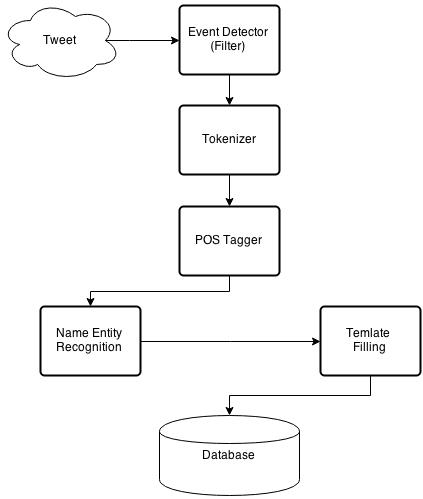 Tweet
Event Detector
(Filter)
Tokenizer
POS Tagger
Name Entity
Recognition
Temlate
Filling
Database